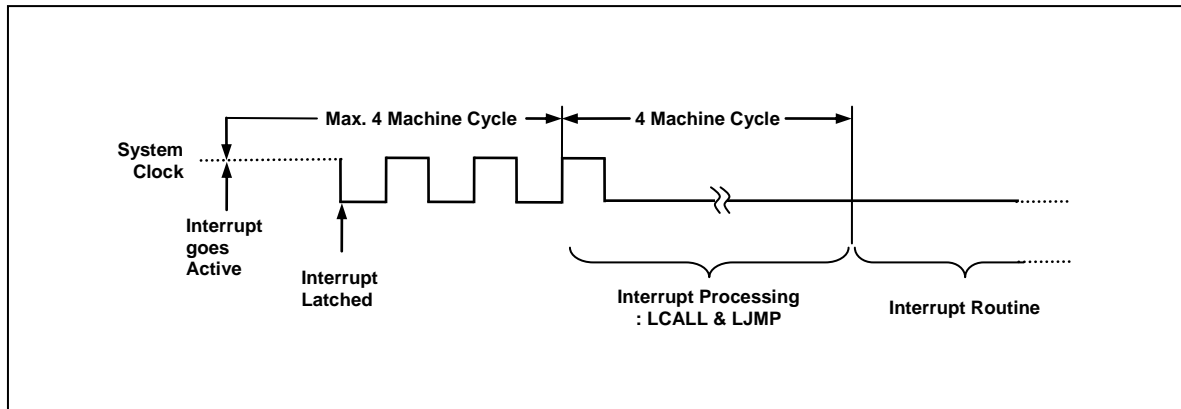 Max. 4 Machine Cycle
4 Machine Cycle
System
Clock
Interrupt
goes
Active
Interrupt
Latched
Interrupt Processing
: LCALL & LJMP
Interrupt Routine